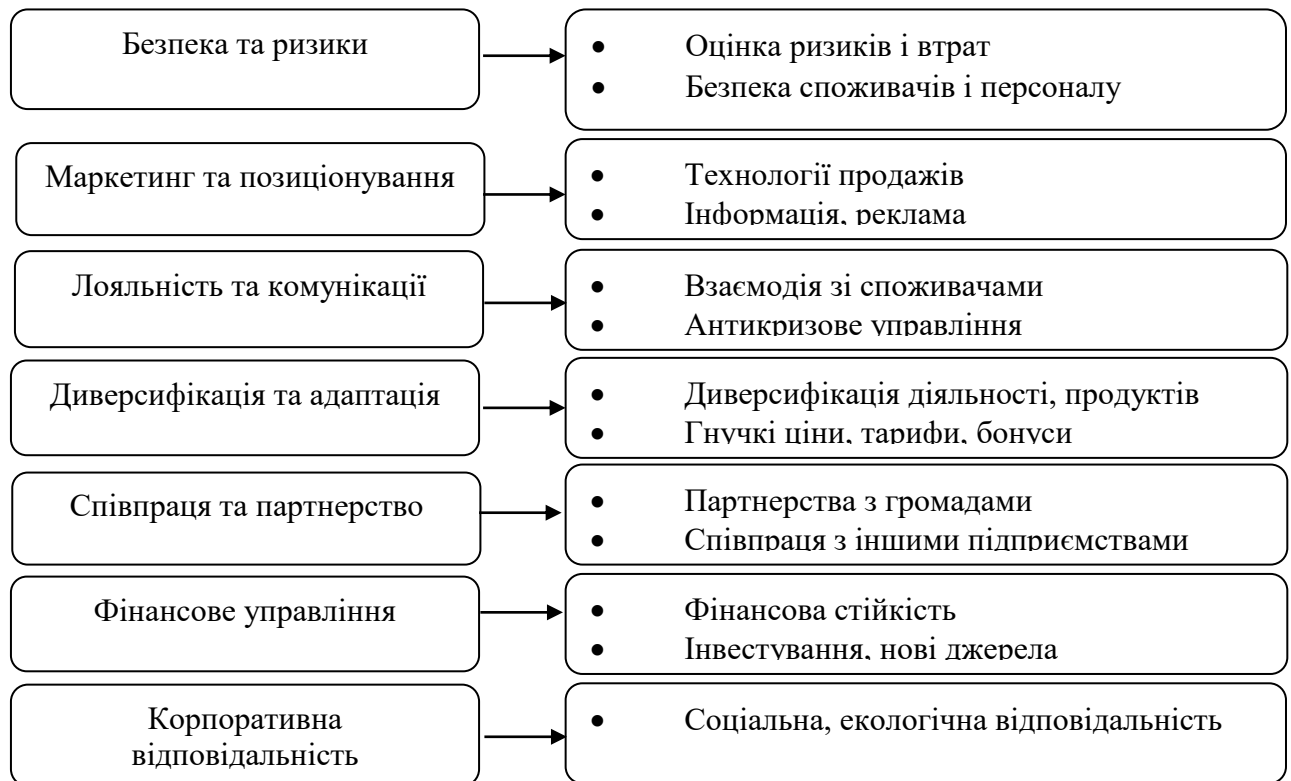 Безпека та ризики
• Оцінка ризиків і втрат
• Безпека споживачів і персоналу
Маркетинг та позиціонування
• Технології продажів
• Інформація, реклама
Лояльність та комунікації
• Взаємодія зі споживачами
• Антикризове управління
Диверсифікація та адаптація
• Диверсифікація діяльності, продуктів
• Гнучкі ціни, тарифи, бонуси
Співпраця та партнерство
• Партнерства з громадами
• Співпраця з іншими підприємствами
Фінансове управління
• Фінансова стійкість
• Інвестування, нові джерела
Корпоративна
відповідальність
• Соціальна, екологічна відповідальність